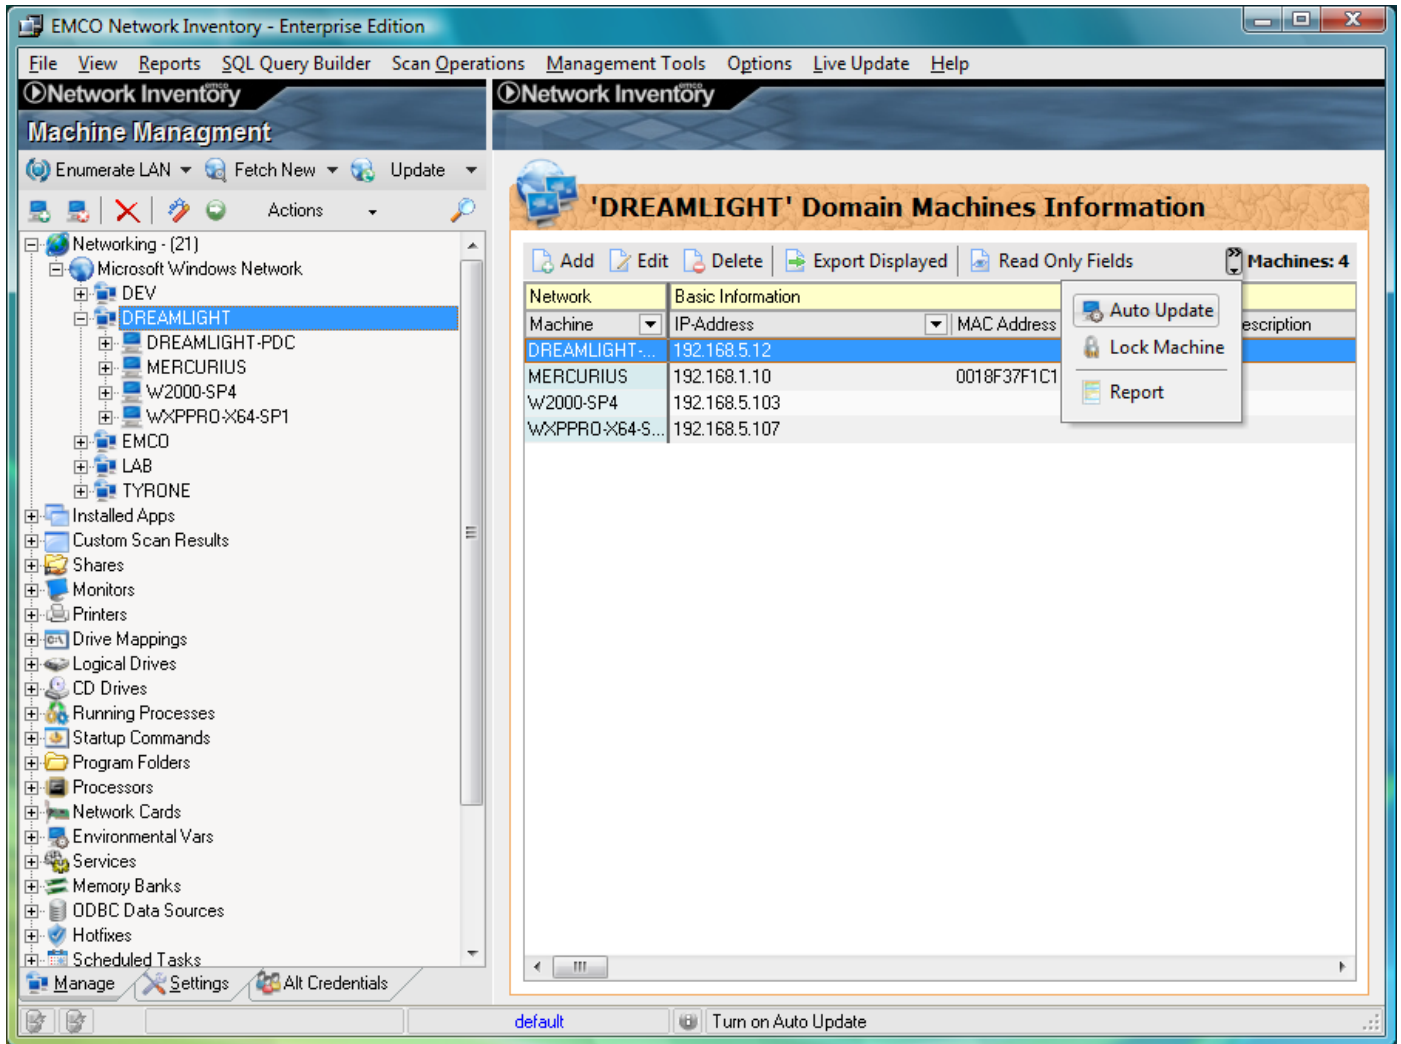 EMCO Network Inventory - Enterprise Edition
File View Reports SQL Query Builder Scan Operations Management Tools Options Live Update Help
Network Inventory emco
Network Inventory emco
Machine Managment
Enumerate LAN Fetch New Update
Actions
'DREAMLIGHT' Domain Machines Information
Add Edit Delete Export Displayed Read Only Fields Machines: 4
Auto Update
Lock Machine
Report
Network Basic Information
Machine IP-Address MAC Address escription
DREAMLIGHT-... 192.168.5.12
MERCURIUS 192.168.1.10 0018F37F1C1
W2000-SP4 192.168.5.103
WXPPRO-X64-S... 192.168.5.107
Networking - (21)
Microsoft Windows Network
DEV
DREAMLIGHT
DREAMLIGHT-PDC
MERCURIUS
W2000-SP4
WXPPRO-X64-SP1
EMCO
LAB
TYRONE
Installed Apps
Custom Scan Results
Shares
Monitors
Printers
Drive Mappings
Logical Drives
CD Drives
Running Processes
Startup Commands
Program Folders
Processors
Network Cards
Environmental Vars
Services
Memory Banks
ODBC Data Sources
Hotfixes
Scheduled Tasks
Manage Settings Alt Credentials
default Turn on Auto Update